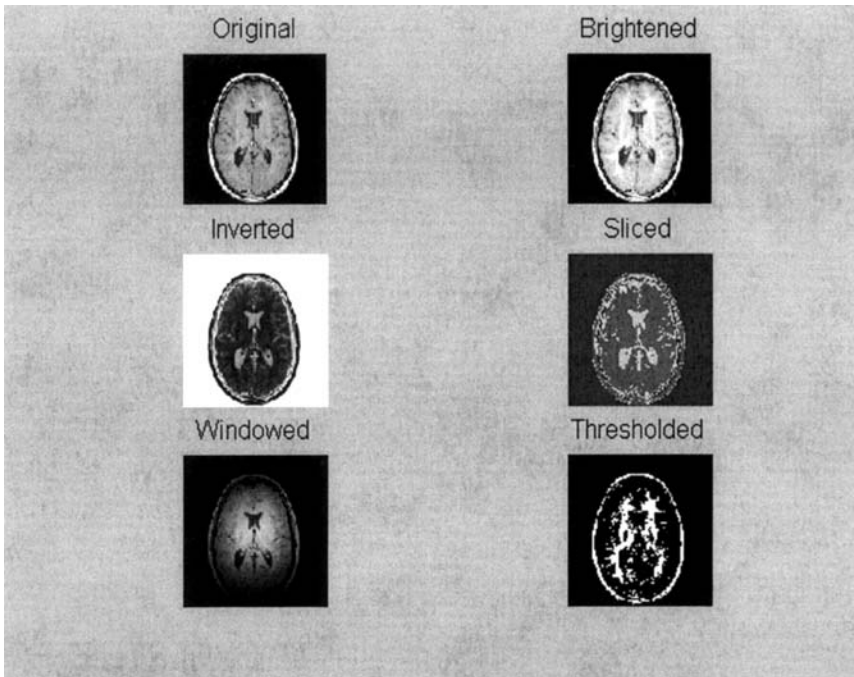 Original
Brightened
Inverted
Sliced
Windowed
Thresholded